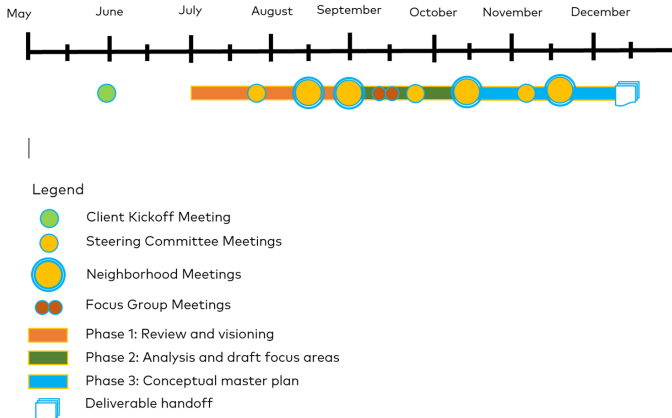 May June July August September October November December
Legend
Client Kickoff Meeting
Steering Committee Meetings
Neighborhood Meetings
Focus Group Meetings
Phase 1: Review and visioning
Phase 2: Analysis and draft focus areas
Phase 3: Conceptual master plan
Deliverable handoff